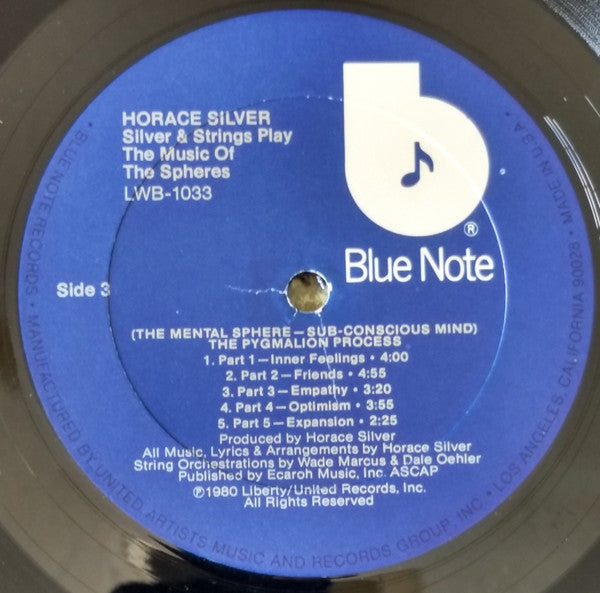 HORACE SILVER
Silver & Strings Play
The Music Of
The Spheres
LWB-1033
b
®
Blue Note
Side 3
(THE MENTAL SPHERE—SUB-CONSCIOUS MIND)
THE PYGMALION PROCESS
1. Part 1—Inner Feelings • 4:00
2. Part 2—Friends • 4:55
3. Part 3—Empathy • 3:20
4. Part 4—Optimism • 3:55
5. Part 5—Expansion • 2:25
Produced by Horace Silver
All Music, Lyrics & Arrangements by Horace Silver
String Orchestrations by Wade Marcus & Dale Oehler
Published by Ecaroh Music, Inc. ASCAP
℗1980 Liberty/United Records, Inc.
All Rights Reserved
• BLUE NOTE RECORDS • MANUFACTURED BY UNITED ARTISTS MUSIC AND RECORDS GROUP, INC. • LOS ANGELES, CALIFORNIA 90028 • MADE IN U.S.A.